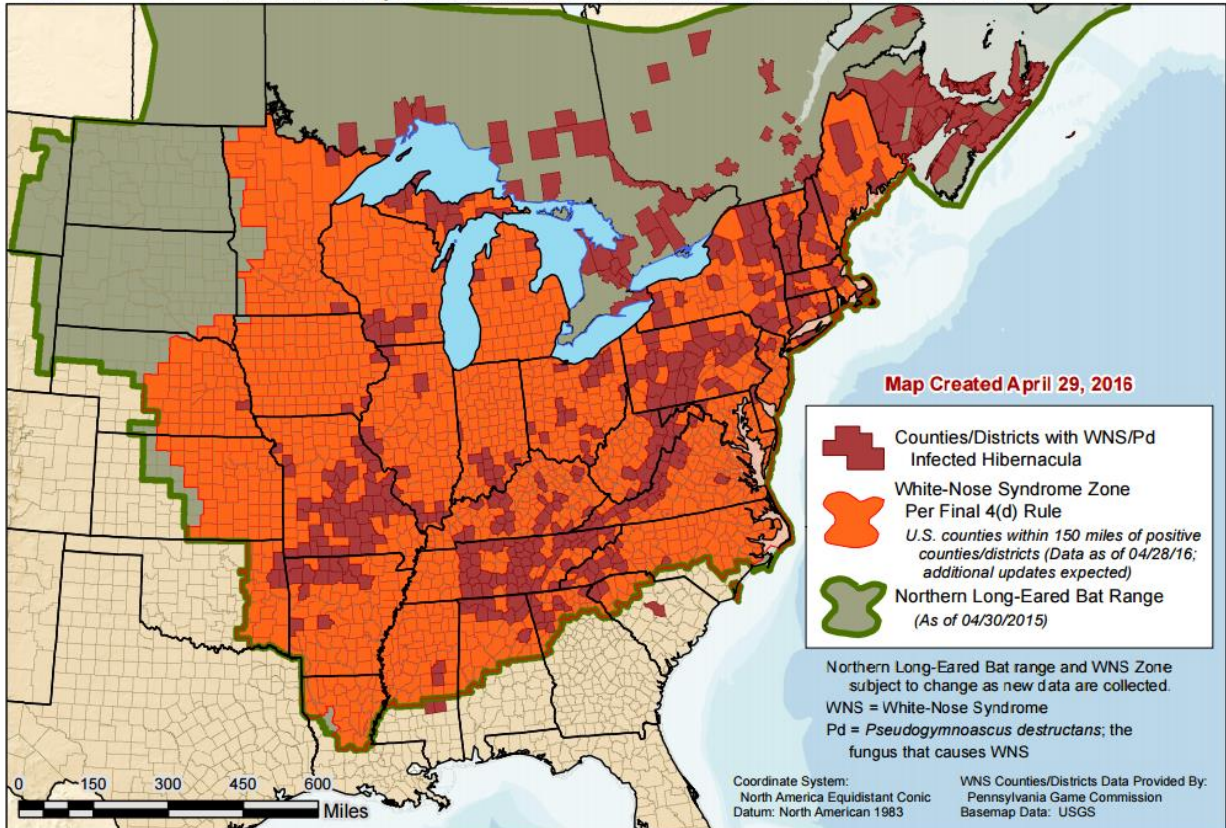 Map Created April 29, 2016
Counties/Districts with WNS/Pd
Infected Hibernacula
White-Nose Syndrome Zone
Per Final 4(d) Rule
U.S. counties within 150 miles of positive
counties/districts (Data as of 04/28/16;
additional updates expected)
Northern Long-Eared Bat Range
(As of 04/30/2015)
Northern Long-Eared Bat range and WNS Zone
subject to change as new data are collected.
WNS = White-Nose Syndrome
Pd = Pseudogymnoascus destructans; the
fungus that causes WNS
0 150 300 450 600
Miles
Coordinate System:
North America Equidistant Conic
Datum: North American 1983
WNS Counties/Districts Data Provided By:
Pennsylvania Game Commission
Basemap Data: USGS